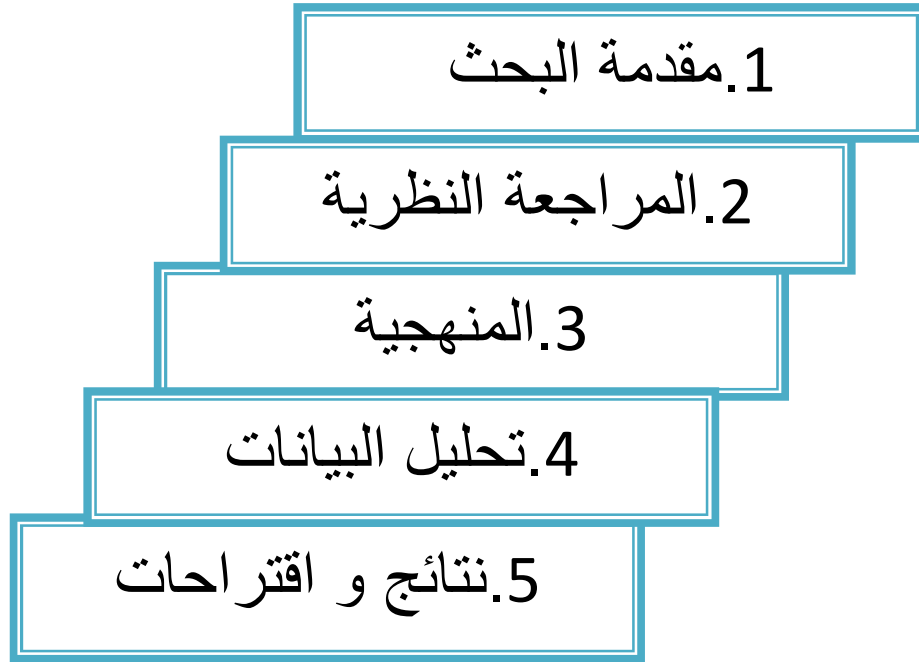 1.مقدمة البحث
2.المراجعة النظرية
3.المنهجية
4.تحليل البيانات
5.نتائج و اقتراحات